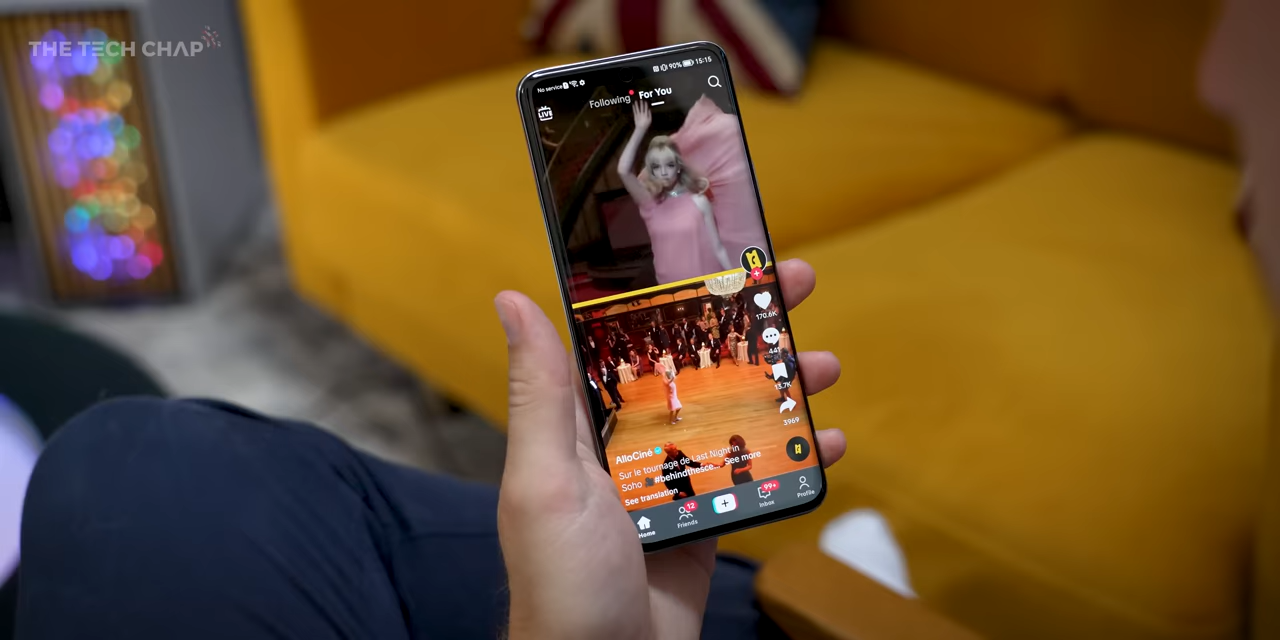 THE TECH CHAP
No service
90%
15:15
LIVE
Following
For You
170.6K
441
13.7K
3969
AlloCiné
Sur le tournage de Last Night in
Soho #behindthesce... See more
See translation
Home
12
Friends
99+
Inbox
Profile